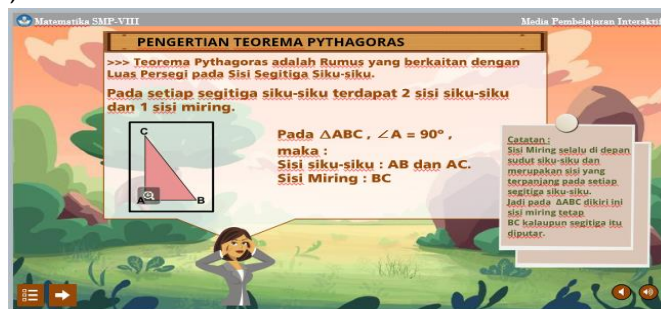 )
Matematika SMP-VIII
Media Pembelajaran Interaktif
PENGERTIAN TEOREMA PYTHAGORAS
>>> Teorema Pythagoras adalah Rumus yang berkaitan dengan
Luas Persegi pada Sisi Segitiga Siku-siku.
Pada setiap segitiga siku-siku terdapat 2 sisi siku-siku
dan 1 sisi miring.
C
A
B
Pada △ABC , ∠A = 90° ,
maka :
Sisi siku-siku : AB dan AC.
Sisi Miring : BC
Catatan :
Sisi Miring selalu di depan
sudut siku-siku dan
merupakan sisi yang
terpanjang pada setiap
segitiga siku-siku.
Jadi pada △ABC dikiri ini
sisi miring tetap
BC kalaupun segitiga itu
diputar.